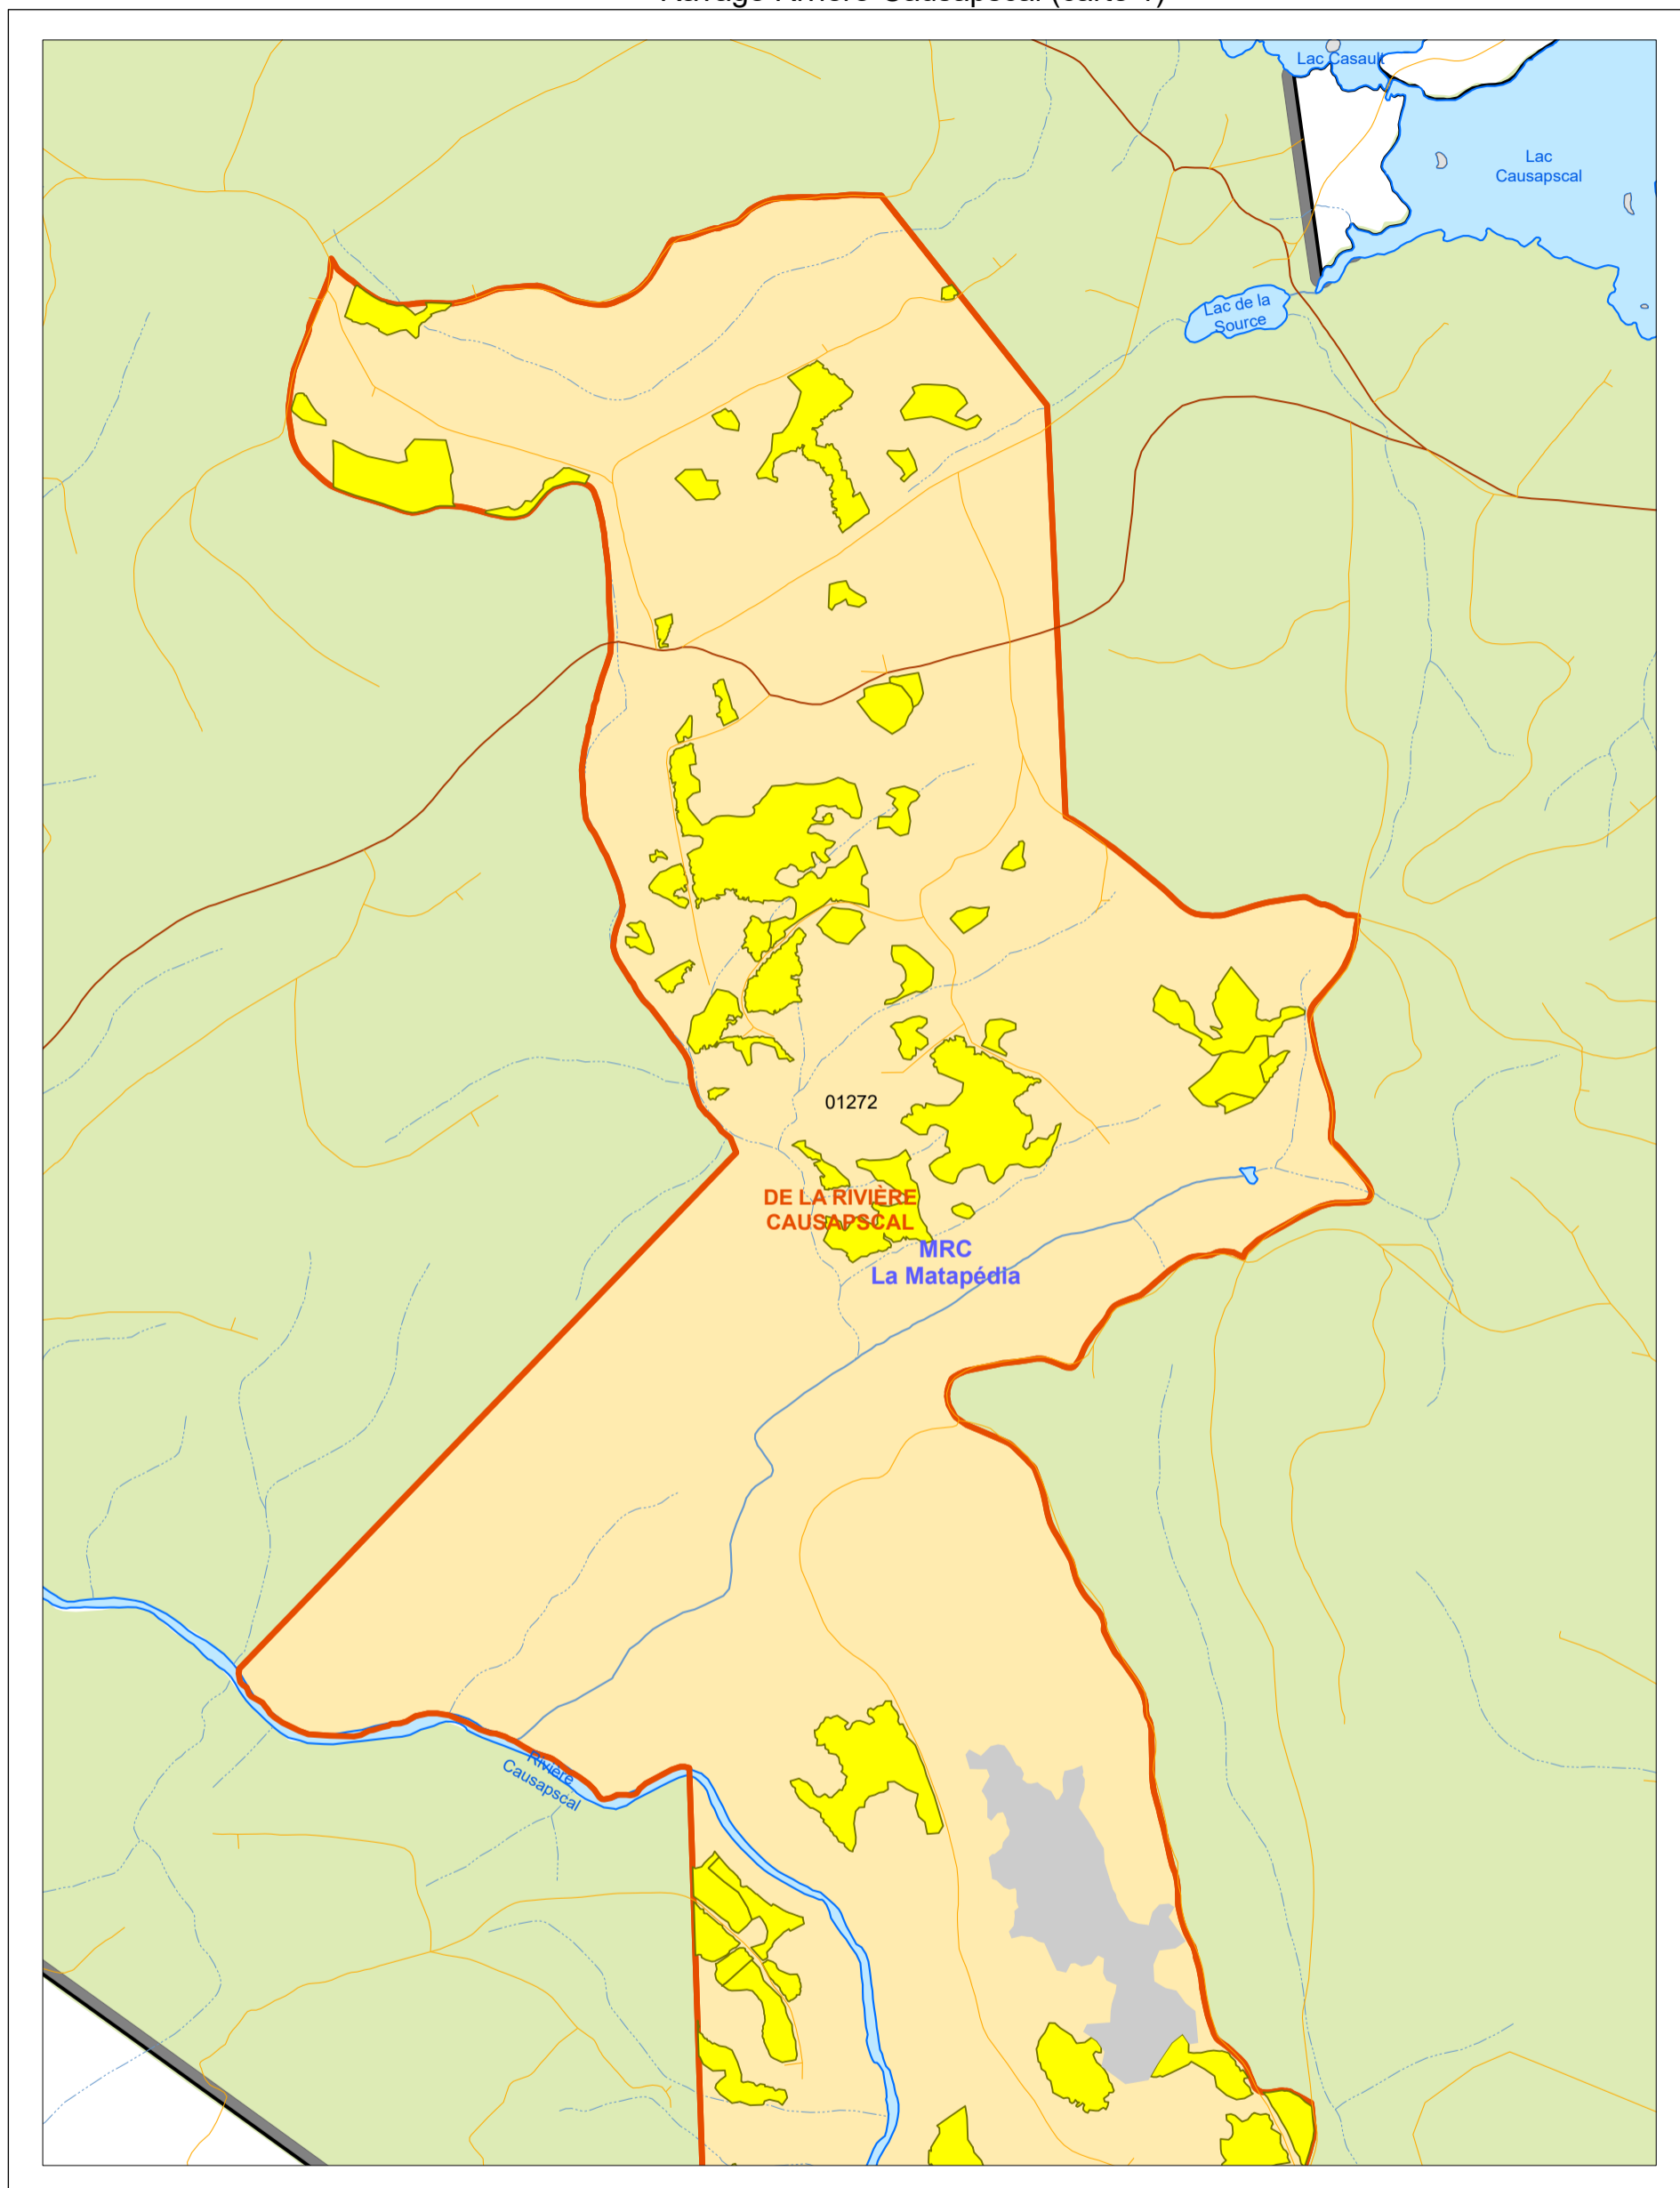 Lac Casault
Lac
Causapscal
Lac de la
Source
01272
DE LA RIVIÈRE
CAUSAPSCAL
MRC
La Matapédia
Rivière
Causapscal